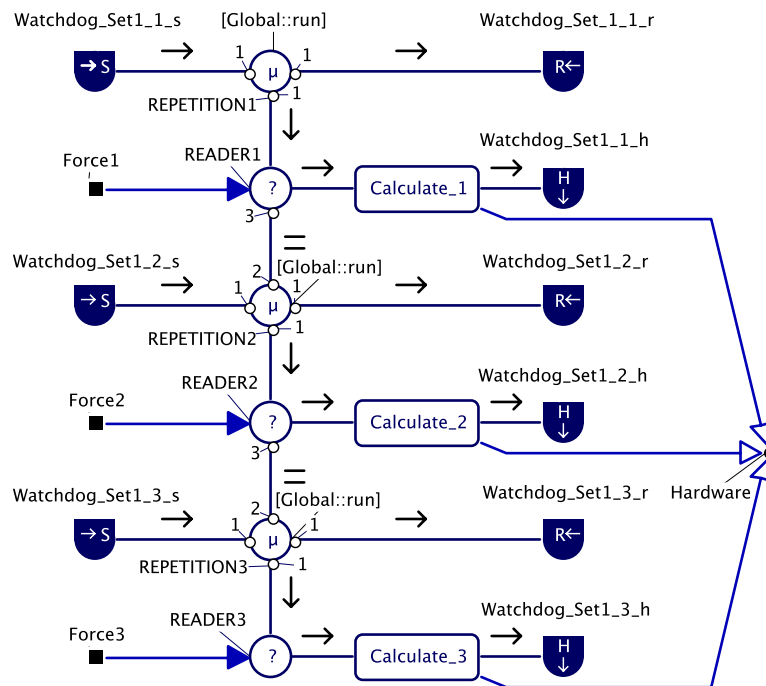 Watchdog_Set1_1_s
[Global::run]
Watchdog_Set_1_1_r
1
1
S
μ
R
REPETITION1
1
Watchdog_Set1_1_h
Force1
READER1
?
Calculate_1
H
3
Watchdog_Set1_2_s
2
[Global::run]
Watchdog_Set1_2_r
1
1
S
μ
R
REPETITION2
1
Watchdog_Set1_2_h
READER2
Force2
?
Calculate_2
H
3
Hardware
Watchdog_Set1_3_s
2
[Global::run]
Watchdog_Set1_3_r
1
1
S
μ
R
REPETITION3
1
Watchdog_Set1_3_h
READER3
Force3
?
Calculate_3
H